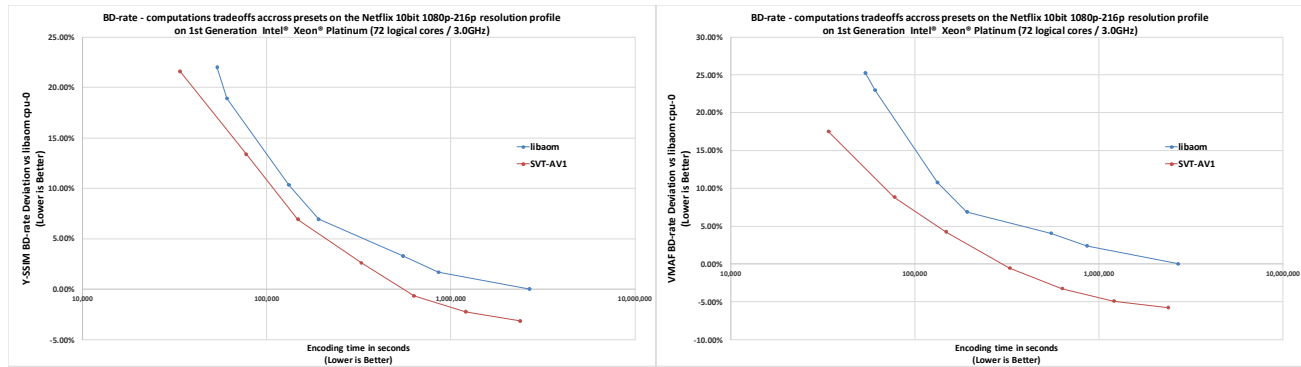 BD-rate - computations tradeoffs accross presets on the Netflix 10bit 1080p-216p resolution profile
on 1st Generation Intel® Xeon® Platinum (72 logical cores / 3.0GHz)
25.00%
20.00%
15.00%
10.00%
5.00%
0.00%
-5.00%
10,000
100,000
1,000,000
10,000,000
Y-SSIM BD-rate Deviation vs libaom cpu-0
(Lower is Better)
libaom
SVT-AV1
Encoding time in seconds
(Lower is Better)
BD-rate - computations tradeoffs accross presets on the Netflix 10bit 1080p-216p resolution profile
on 1st Generation Intel® Xeon® Platinum (72 logical cores / 3.0GHz)
30.00%
25.00%
20.00%
15.00%
10.00%
5.00%
0.00%
-5.00%
-10.00%
10,000
100,000
1,000,000
10,000,000
VMAF BD-rate Deviation vs libaom cpu-0
(Lower is Better)
libaom
SVT-AV1
Encoding time in seconds
(Lower is Better)